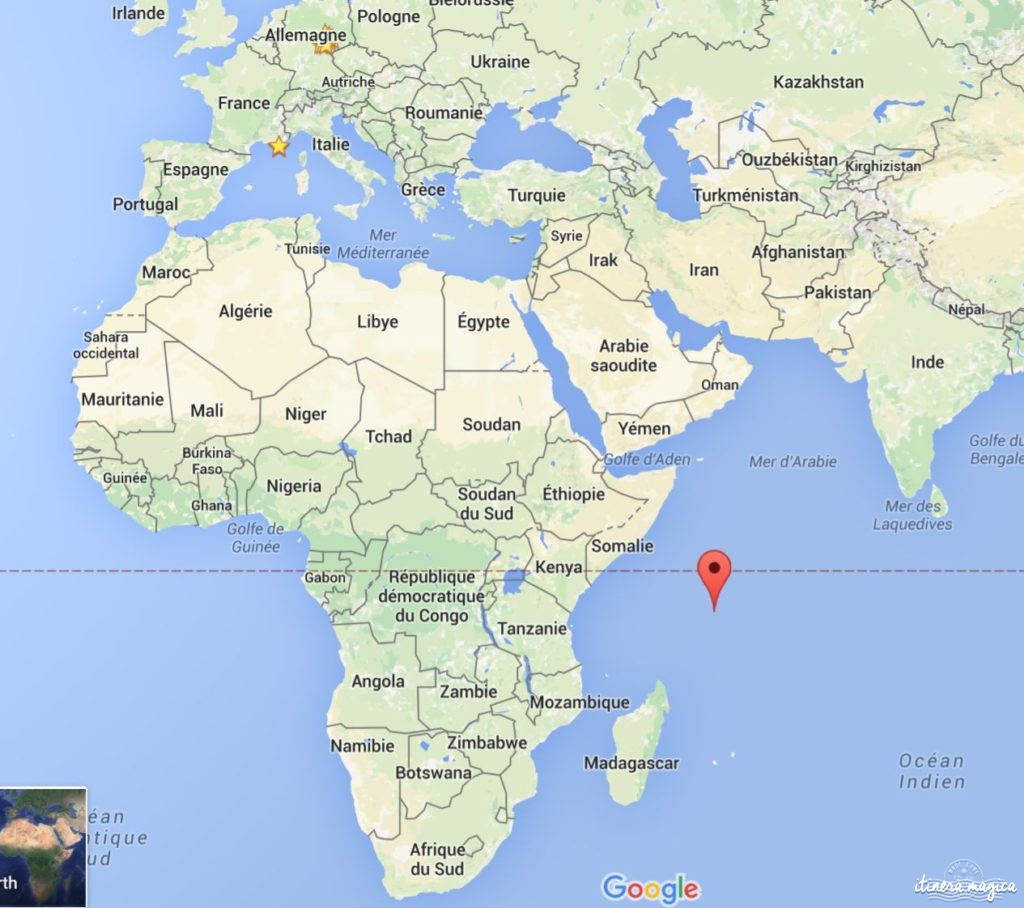 Irlande
Pologne
Biélorussie
Allemagne
Ukraine
Kazakhstan
Autriche
France
Roumanie
Italie
Ouzbékistan
Kirghizistan
Espagne
Grèce
Turquie
Turkménistan
Portugal
Mer
Méditerranée
Tunisie
Syrie
Afghanistan
Irak
Iran
Maroc
Pakistan
Népal
Algérie
Libye
Égypte
Sahara
occidental
Arabie
saoudite
Inde
Oman
Mauritanie
Mali
Niger
Tchad
Soudan
Yémen
Golfe d'Aden
Mer d'Arabie
Golfe du
Bengale
Burkina
Faso
Guinée
Nigeria
Ghana
Soudan
du Sud
Éthiopie
Mer des
Laquedives
Golfe de
Guinée
Somalie
Kenya
Gabon
République
démocratique
du Congo
Tanzanie
Angola
Zambie
Mozambique
Namibie
Zimbabwe
Botswana
Madagascar
Océan
Indien
éan
ntique
ud
Afrique
du Sud
rth
Google
itinera magica